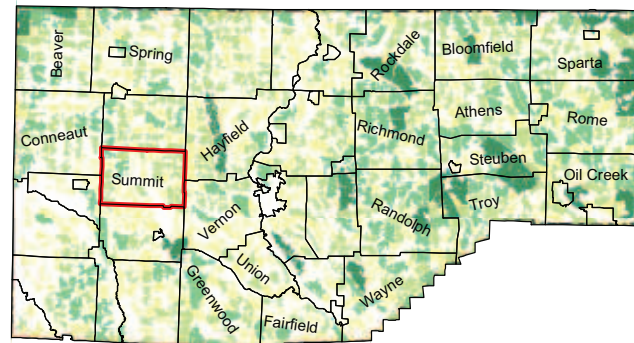 Beaver
Spring
Rockdale
Bloomfield
Sparta
Conneaut
Hayfield
Richmond
Athens
Rome
Summit
Steuben
Oil Creek
Vernon
Randolph
Troy
Union
Greenwood
Wayne
Fairfield